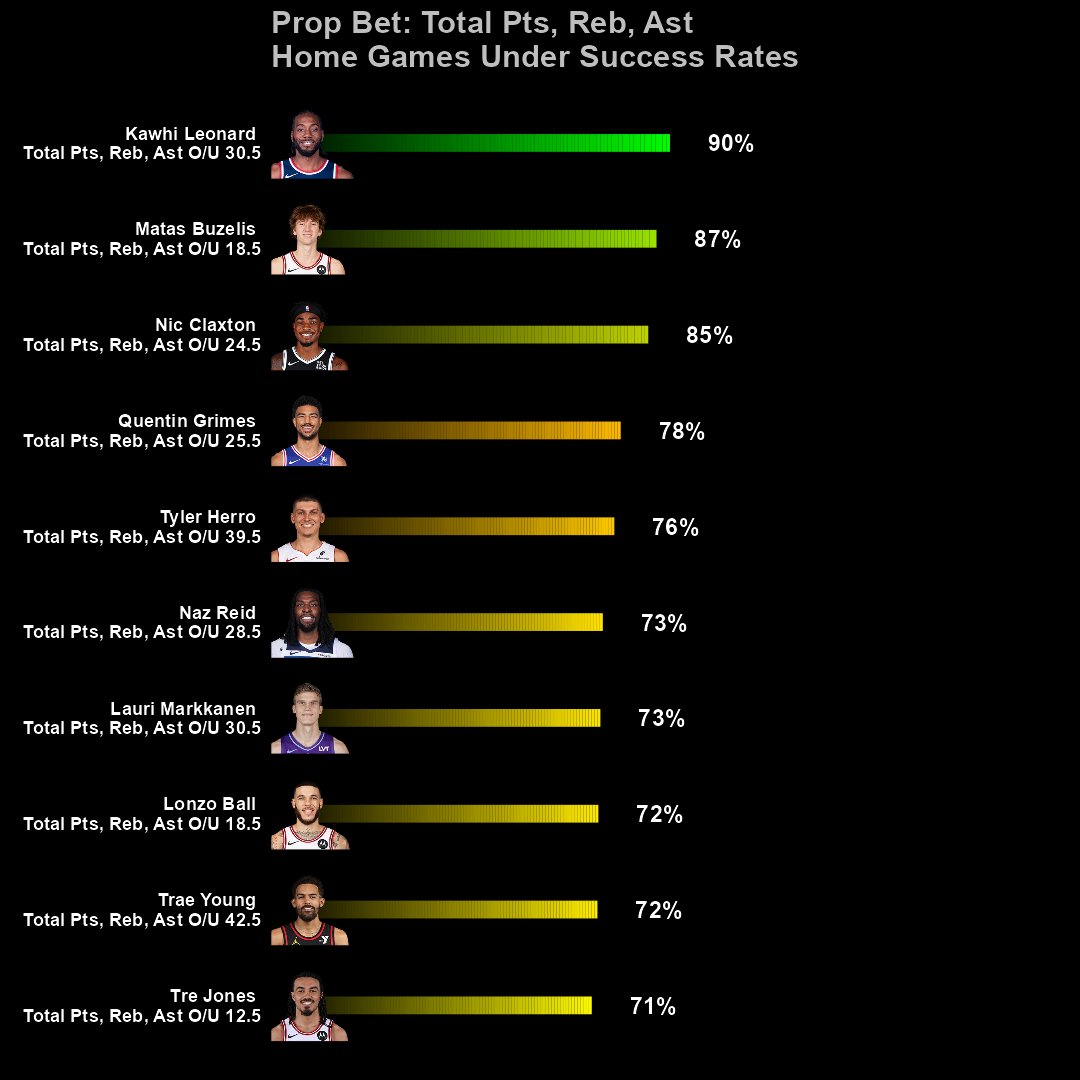 Prop Bet: Total Pts, Reb, Ast
Home Games Under Success Rates
Kawhi Leonard
Total Pts, Reb, Ast O/U 30.5
90%
Matas Buzelis
Total Pts, Reb, Ast O/U 18.5
87%
Nic Claxton
Total Pts, Reb, Ast O/U 24.5
85%
Quentin Grimes
Total Pts, Reb, Ast O/U 25.5
78%
Tyler Herro
Total Pts, Reb, Ast O/U 39.5
76%
Naz Reid
Total Pts, Reb, Ast O/U 28.5
73%
Lauri Markkanen
Total Pts, Reb, Ast O/U 30.5
73%
Lonzo Ball
Total Pts, Reb, Ast O/U 18.5
72%
Trae Young
Total Pts, Reb, Ast O/U 42.5
72%
Tre Jones
Total Pts, Reb, Ast O/U 12.5
71%